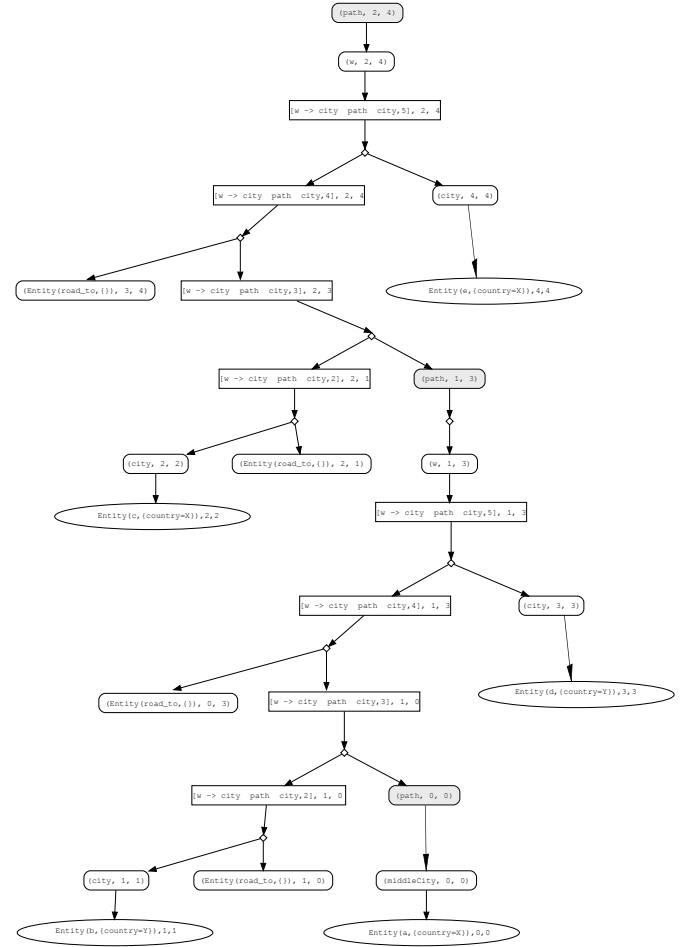 (path, 2, 4)
(w, 2, 4)
[w -> city path city,5], 2, 4
[w -> city path city,4], 2, 4
(city, 4, 4)
(Entity(road_to,{}), 3, 4)
[w -> city path city,3], 2, 3
Entity(e,{country=X}),4,4
[w -> city path city,2], 2, 1
(path, 1, 3)
(city, 2, 2)
(Entity(road_to,{}), 2, 1)
(w, 1, 3)
Entity(c,{country=X}),2,2
[w -> city path city,5], 1, 3
[w -> city path city,4], 1, 3
(city, 3, 3)
(Entity(road_to,{}), 0, 3)
[w -> city path city,3], 1, 0
Entity(d,{country=Y}),3,3
[w -> city path city,2], 1, 0
(path, 0, 0)
(city, 1, 1)
(Entity(road_to,{}), 1, 0)
(middleCity, 0, 0)
Entity(b,{country=Y}),1,1
Entity(a,{country=X}),0,0